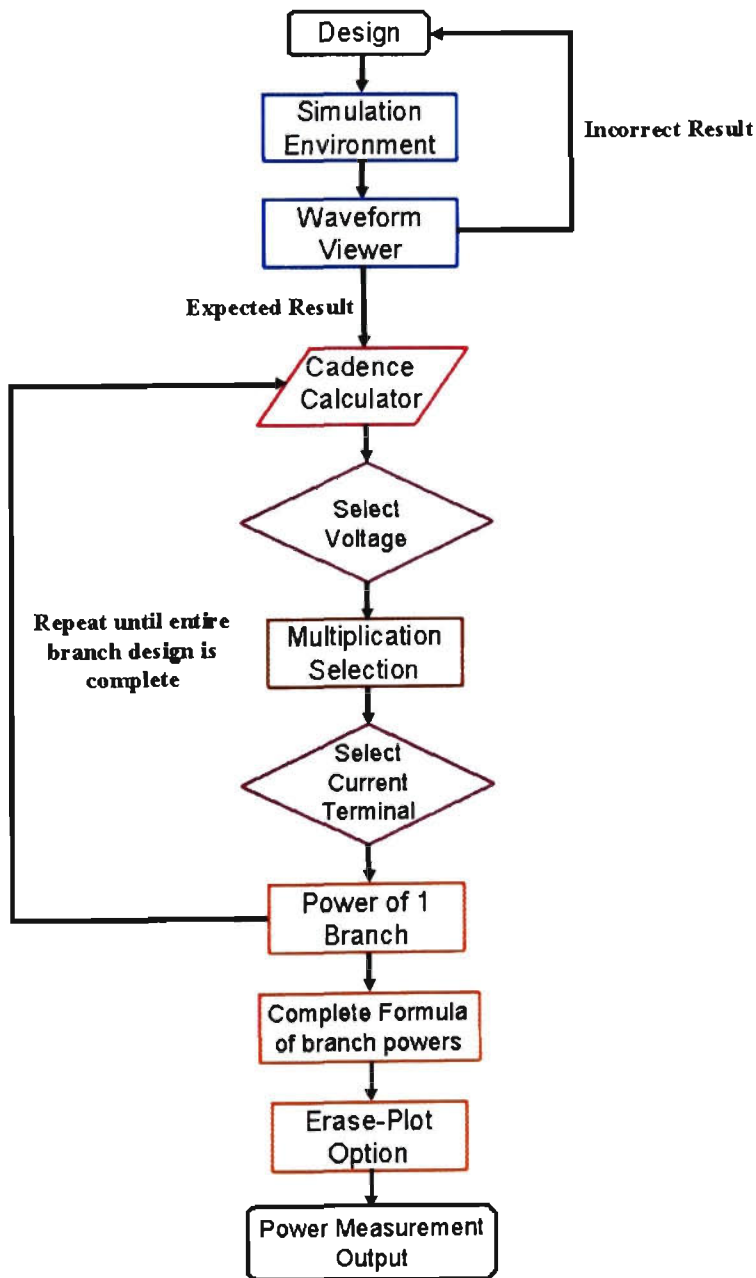 Design
Simulation
Environment
Incorrect Result
Waveform
Viewer
Expected Result
Cadence
Calculator
Select
Voltage
Repeat until entire
branch design is
complete
Multiplication
Selection
Select
Current
Terminal
Power of 1
Branch
Complete Formula
of branch powers
Erase-Plot
Option
Power Measurement
Output